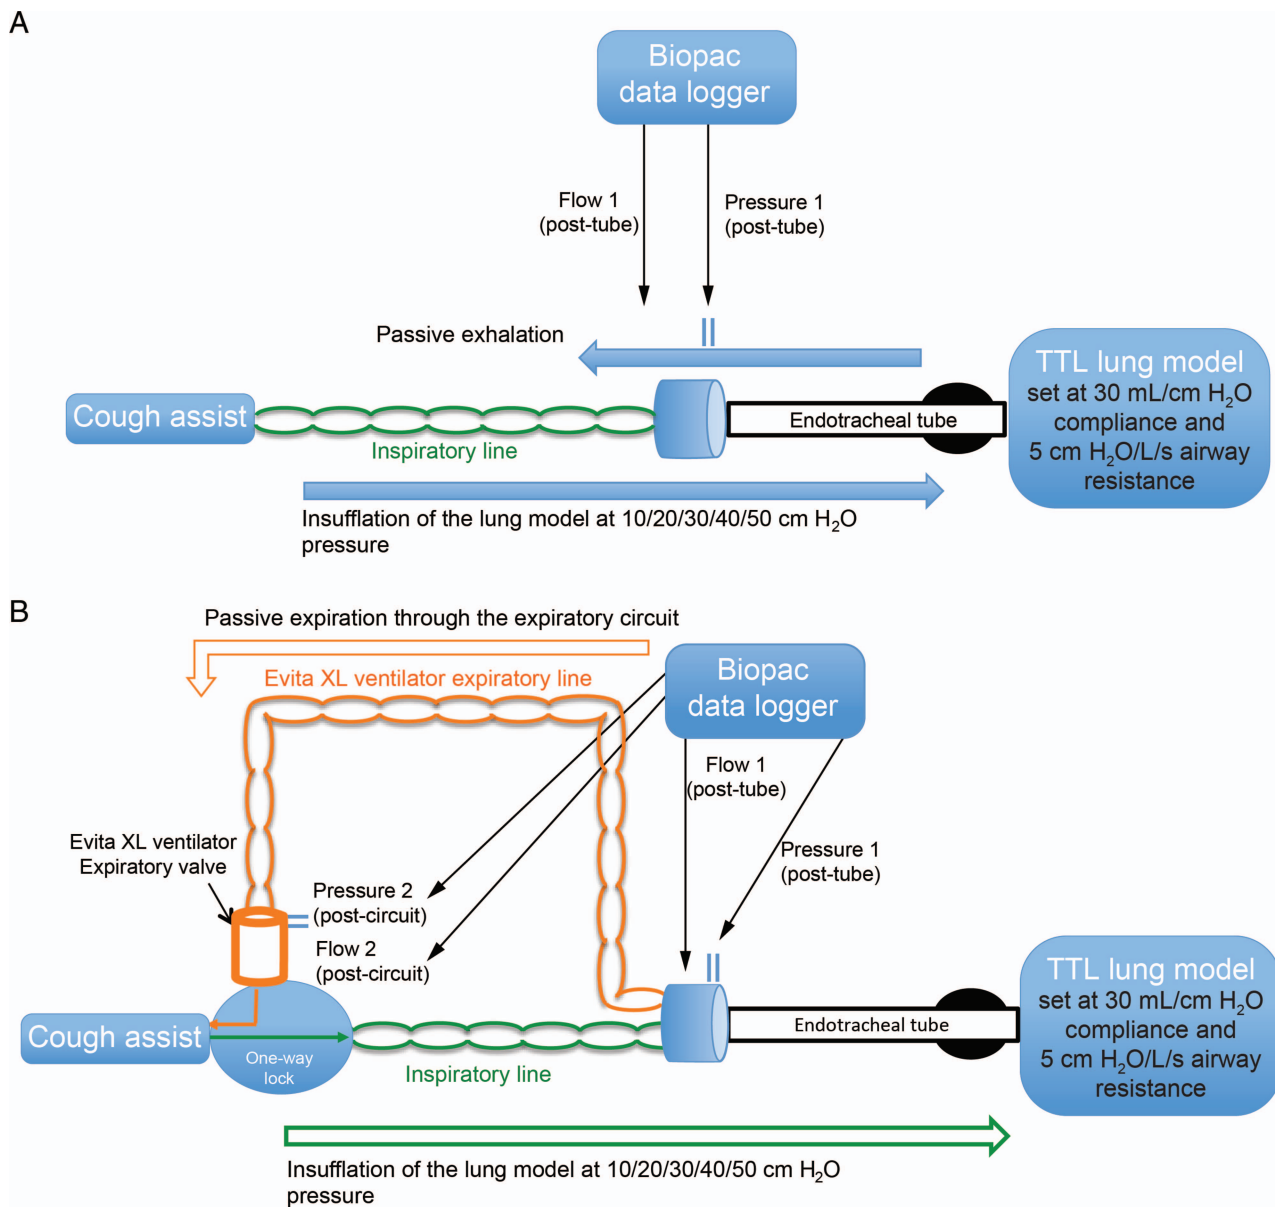 A
Biopac
data logger
Flow 1
(post-tube)
Pressure 1
(post-tube)
Passive exhalation
Cough assist
Inspiratory line
Endotracheal tube
TTL lung model
set at 30 mL/cm H₂O
compliance and
5 cm H₂O/L/s airway
resistance
Insufflation of the lung model at 10/20/30/40/50 cm H₂O
pressure
B
Passive expiration through the expiratory circuit
Evita XL ventilator expiratory line
Biopac
data logger
Flow 1
(post-tube)
Pressure 1
(post-tube)
Evita XL ventilator
Expiratory valve
Pressure 2
(post-circuit)
Flow 2
(post-circuit)
Cough assist
One-way
lock
Inspiratory line
Endotracheal tube
TTL lung model
set at 30 mL/cm H₂O
compliance and
5 cm H₂O/L/s airway
resistance
Insufflation of the lung model at 10/20/30/40/50 cm H₂O
pressure